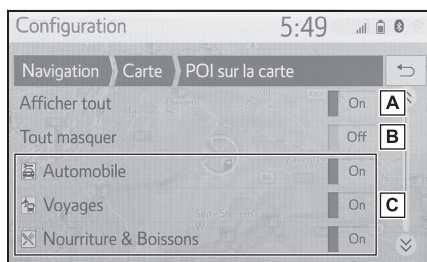 Configuration 5:49
Navigation Carte POI sur la carte
Afficher tout On A
Tout masquer Off B
Automobile On
Voyages On C
Nourriture & Boissons On